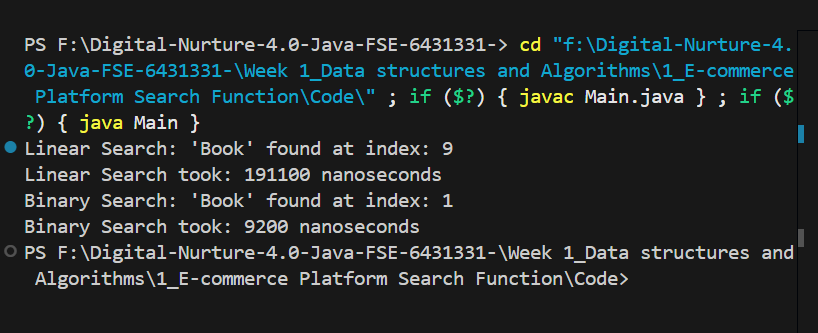 PS F:\Digital-Nurture-4.0-Java-FSE-6431331-> cd "f:\Digital-Nurture-4.
0-Java-FSE-6431331-\Week 1_Data structures and Algorithms\1_E-commerce
Platform Search Function\Code\" ; if ($?) { javac Main.java } ; if ($
?) { java Main }
Linear Search: 'Book' found at index: 9
Linear Search took: 191100 nanoseconds
Binary Search: 'Book' found at index: 1
Binary Search took: 9200 nanoseconds
PS F:\Digital-Nurture-4.0-Java-FSE-6431331-\Week 1_Data structures and
Algorithms\1_E-commerce Platform Search Function\Code>